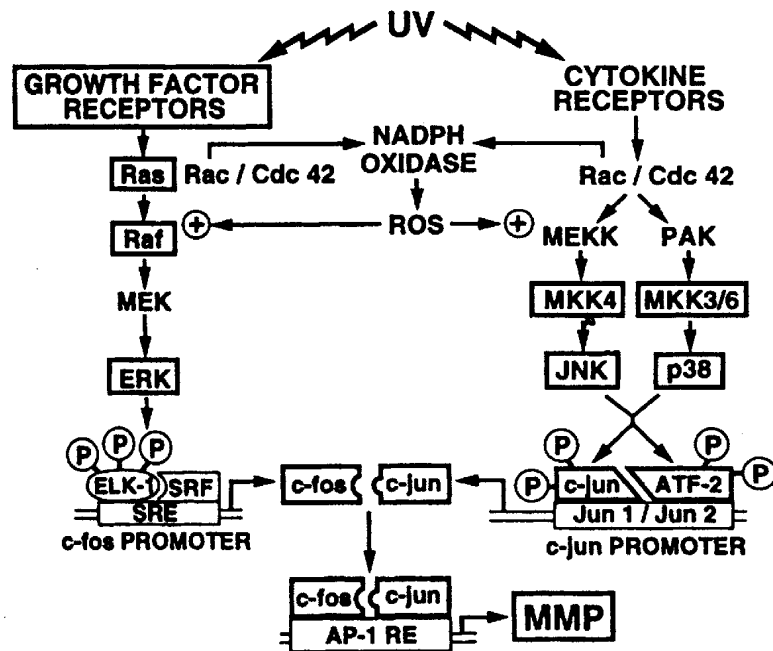 UV
GROWTH FACTOR
RECEPTORS
CYTOKINE
RECEPTORS
NADPH
OXIDASE
Ras
Rac / Cdc 42
Rac / Cdc 42
Raf
+
ROS
+
MEKK
PAK
MEK
MKK4
MKK3/6
ERK
JNK
p38
P
P
P
P
P
P
P
ELK-1
SRF
SRE
c-fos PROMOTER
c-fos
c-jun
c-jun
ATF-2
Jun 1 / Jun 2
c-jun PROMOTER
c-fos
c-jun
AP-1 RE
MMP